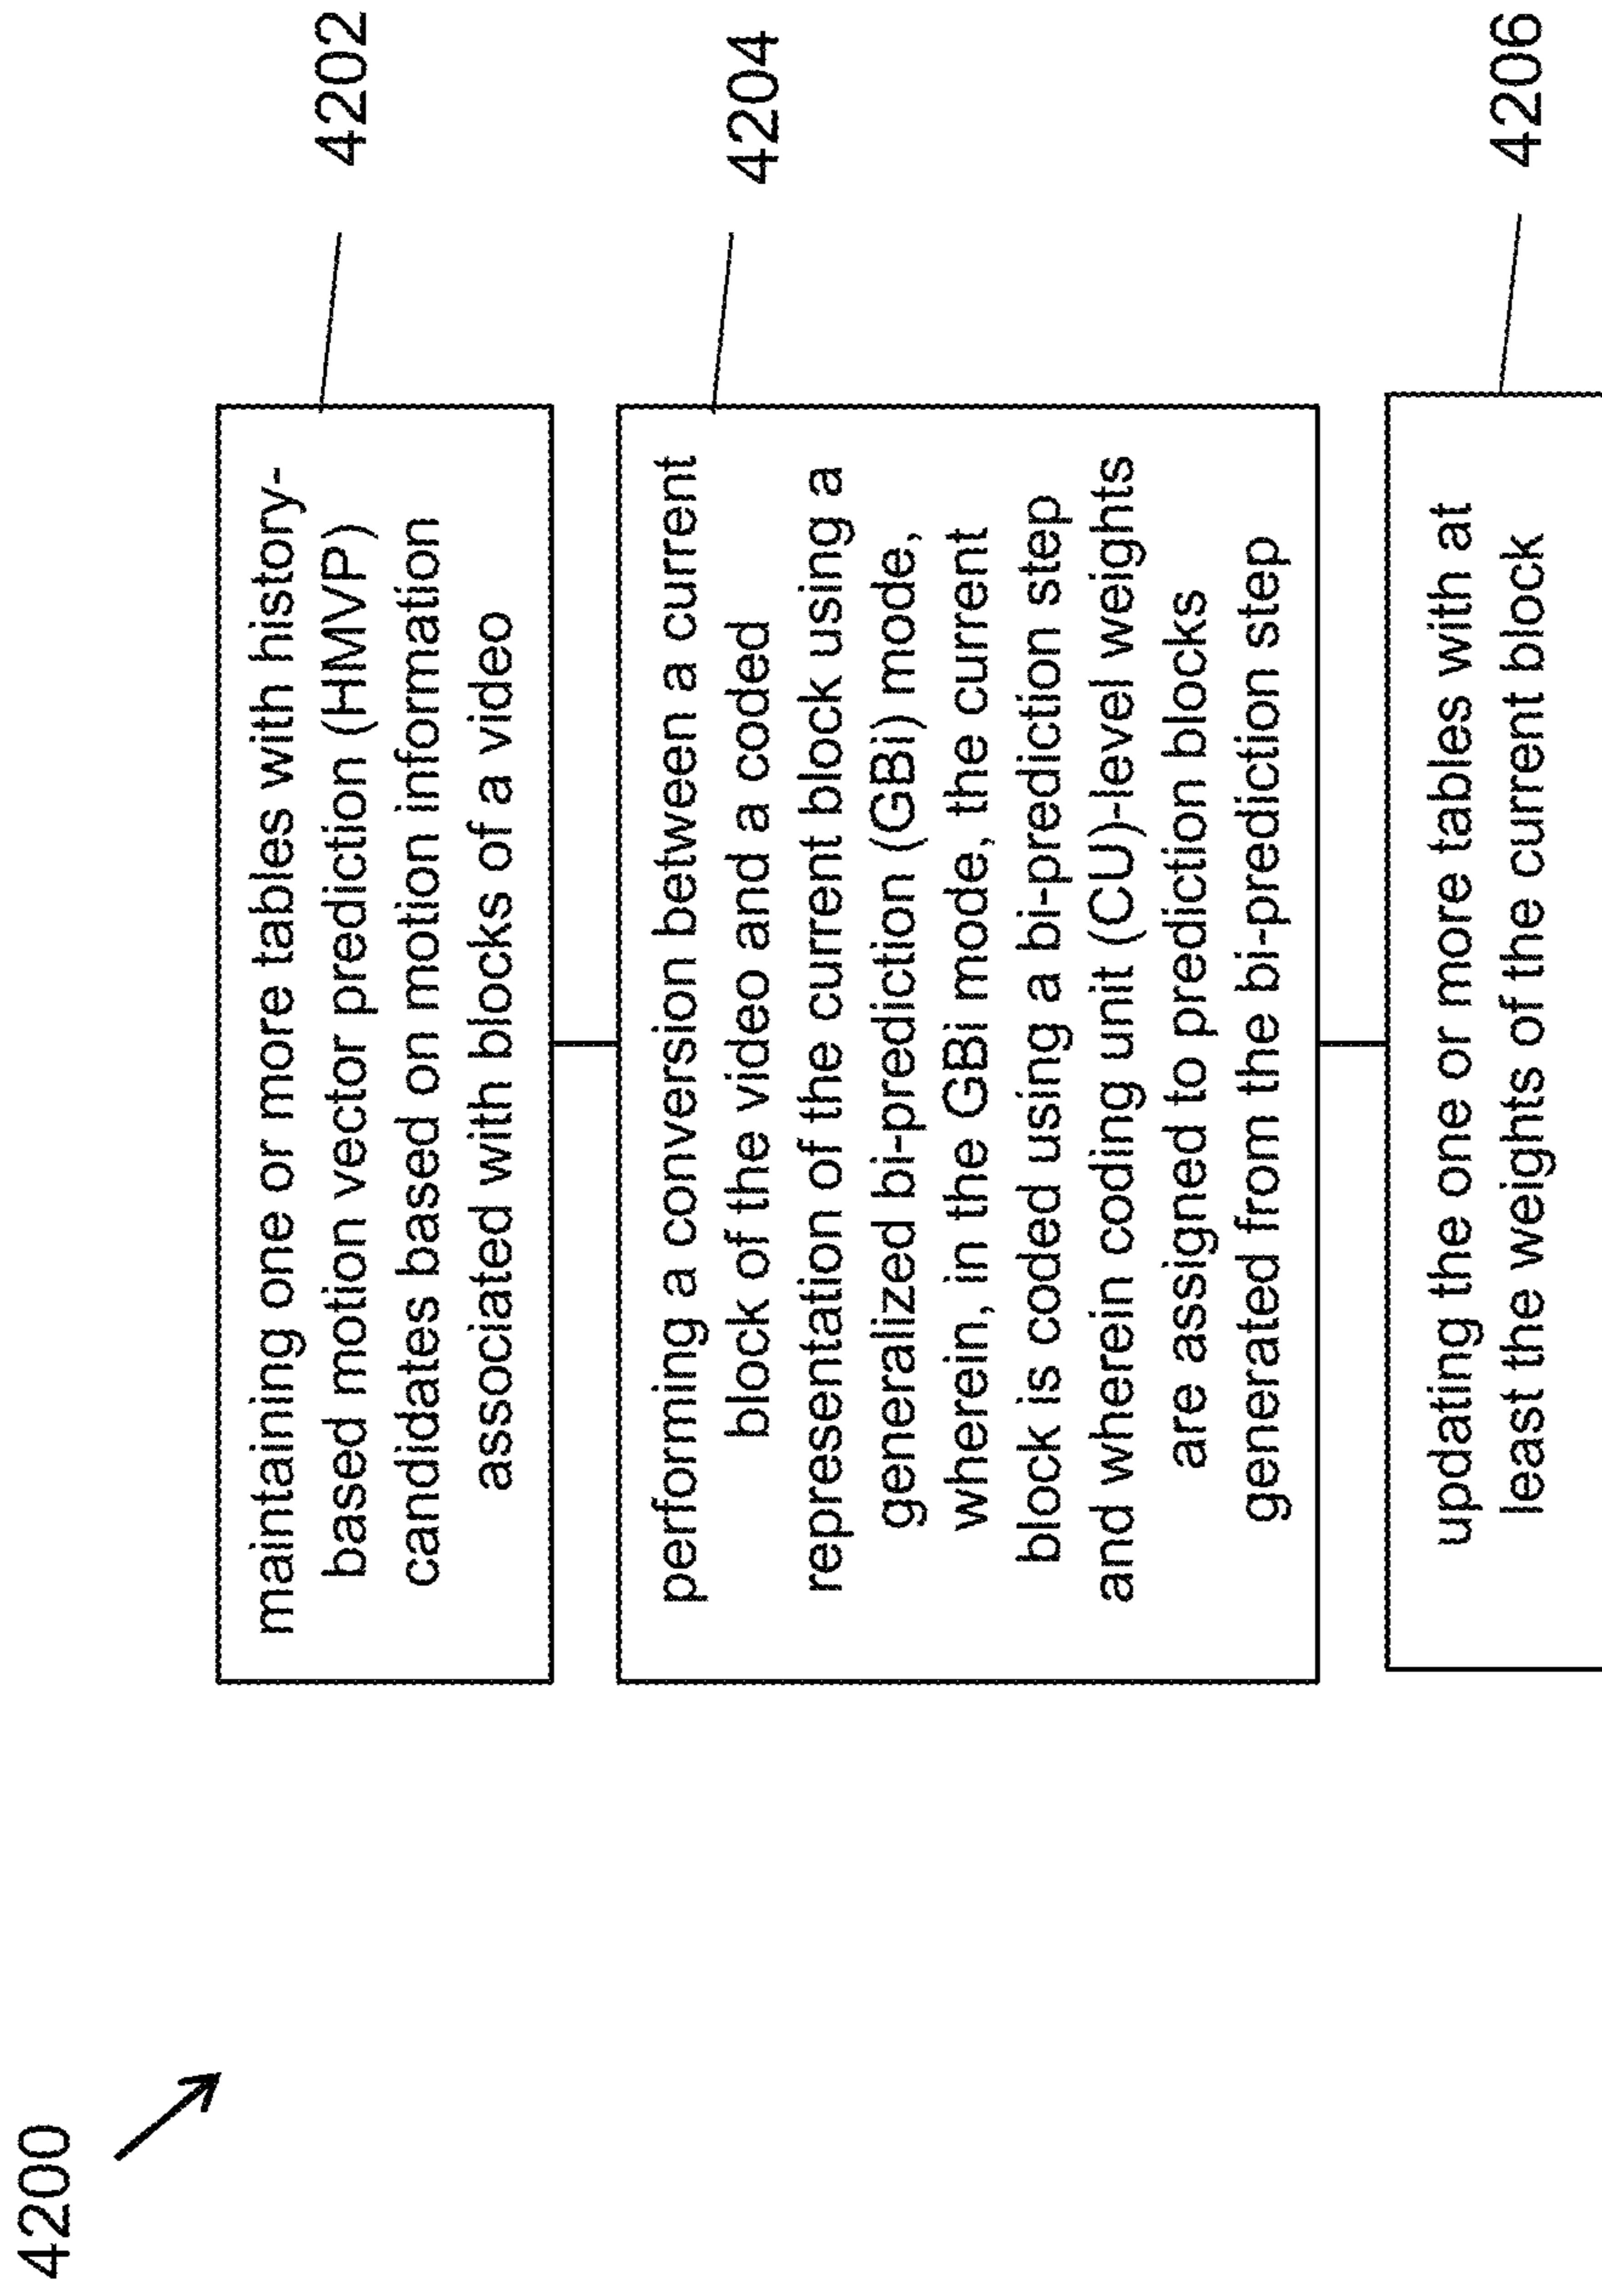 4200
maintaining one or more tables with history-
based motion vector prediction (HMVP)
candidates based on motion information
associated with blocks of a video
4202
performing a conversion between a current
block of the video and a coded
representation of the current block using a
generalized bi-prediction (GBi) mode,
wherein, in the GBi mode, the current
block is coded using a bi-prediction step
and wherein coding unit (CU)-level weights
are assigned to prediction blocks
generated from the bi-prediction step
4204
updating the one or more tables with at
least the weights of the current block
4206